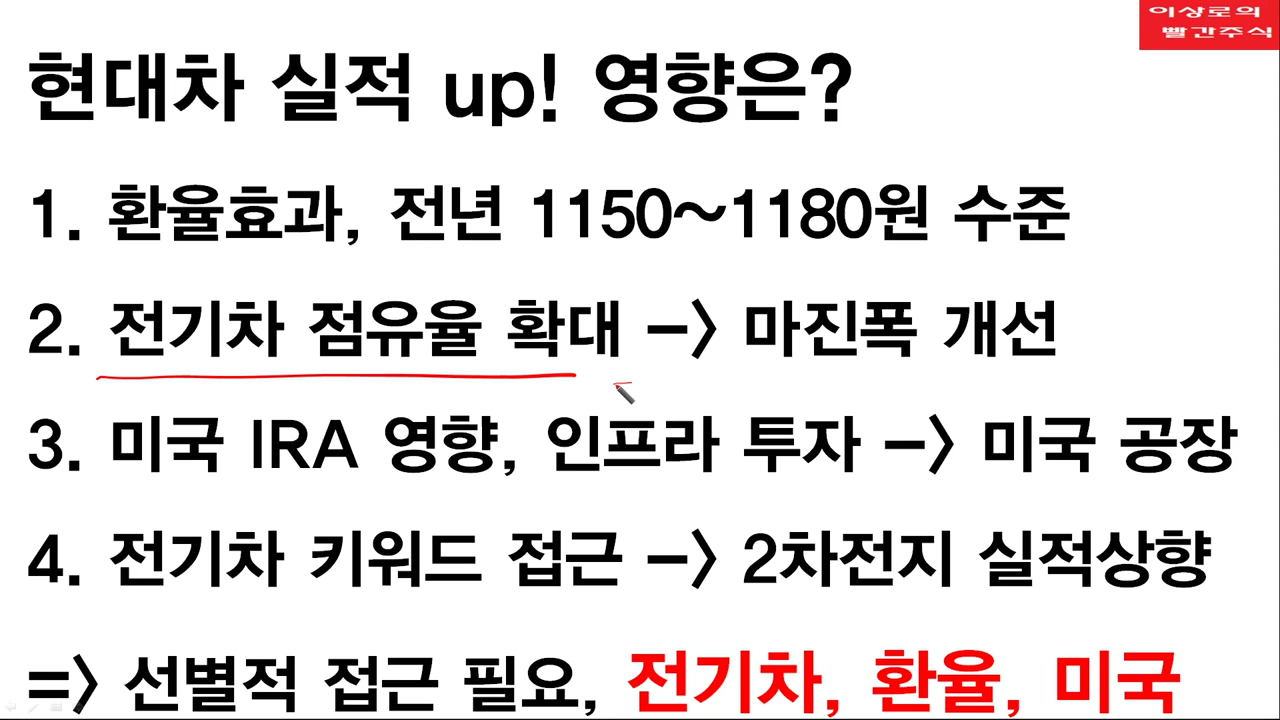 이상로의
빨간주식
현대차 실적 up! 영향은?
1. 환율효과, 전년 1150~1180원 수준
2. 전기차 점유율 확대 -> 마진폭 개선
3. 미국 IRA 영향, 인프라 투자 -> 미국 공장
4. 전기차 키워드 접근 -> 2차전지 실적상향
=> 선별적 접근 필요, 전기차, 환율, 미국